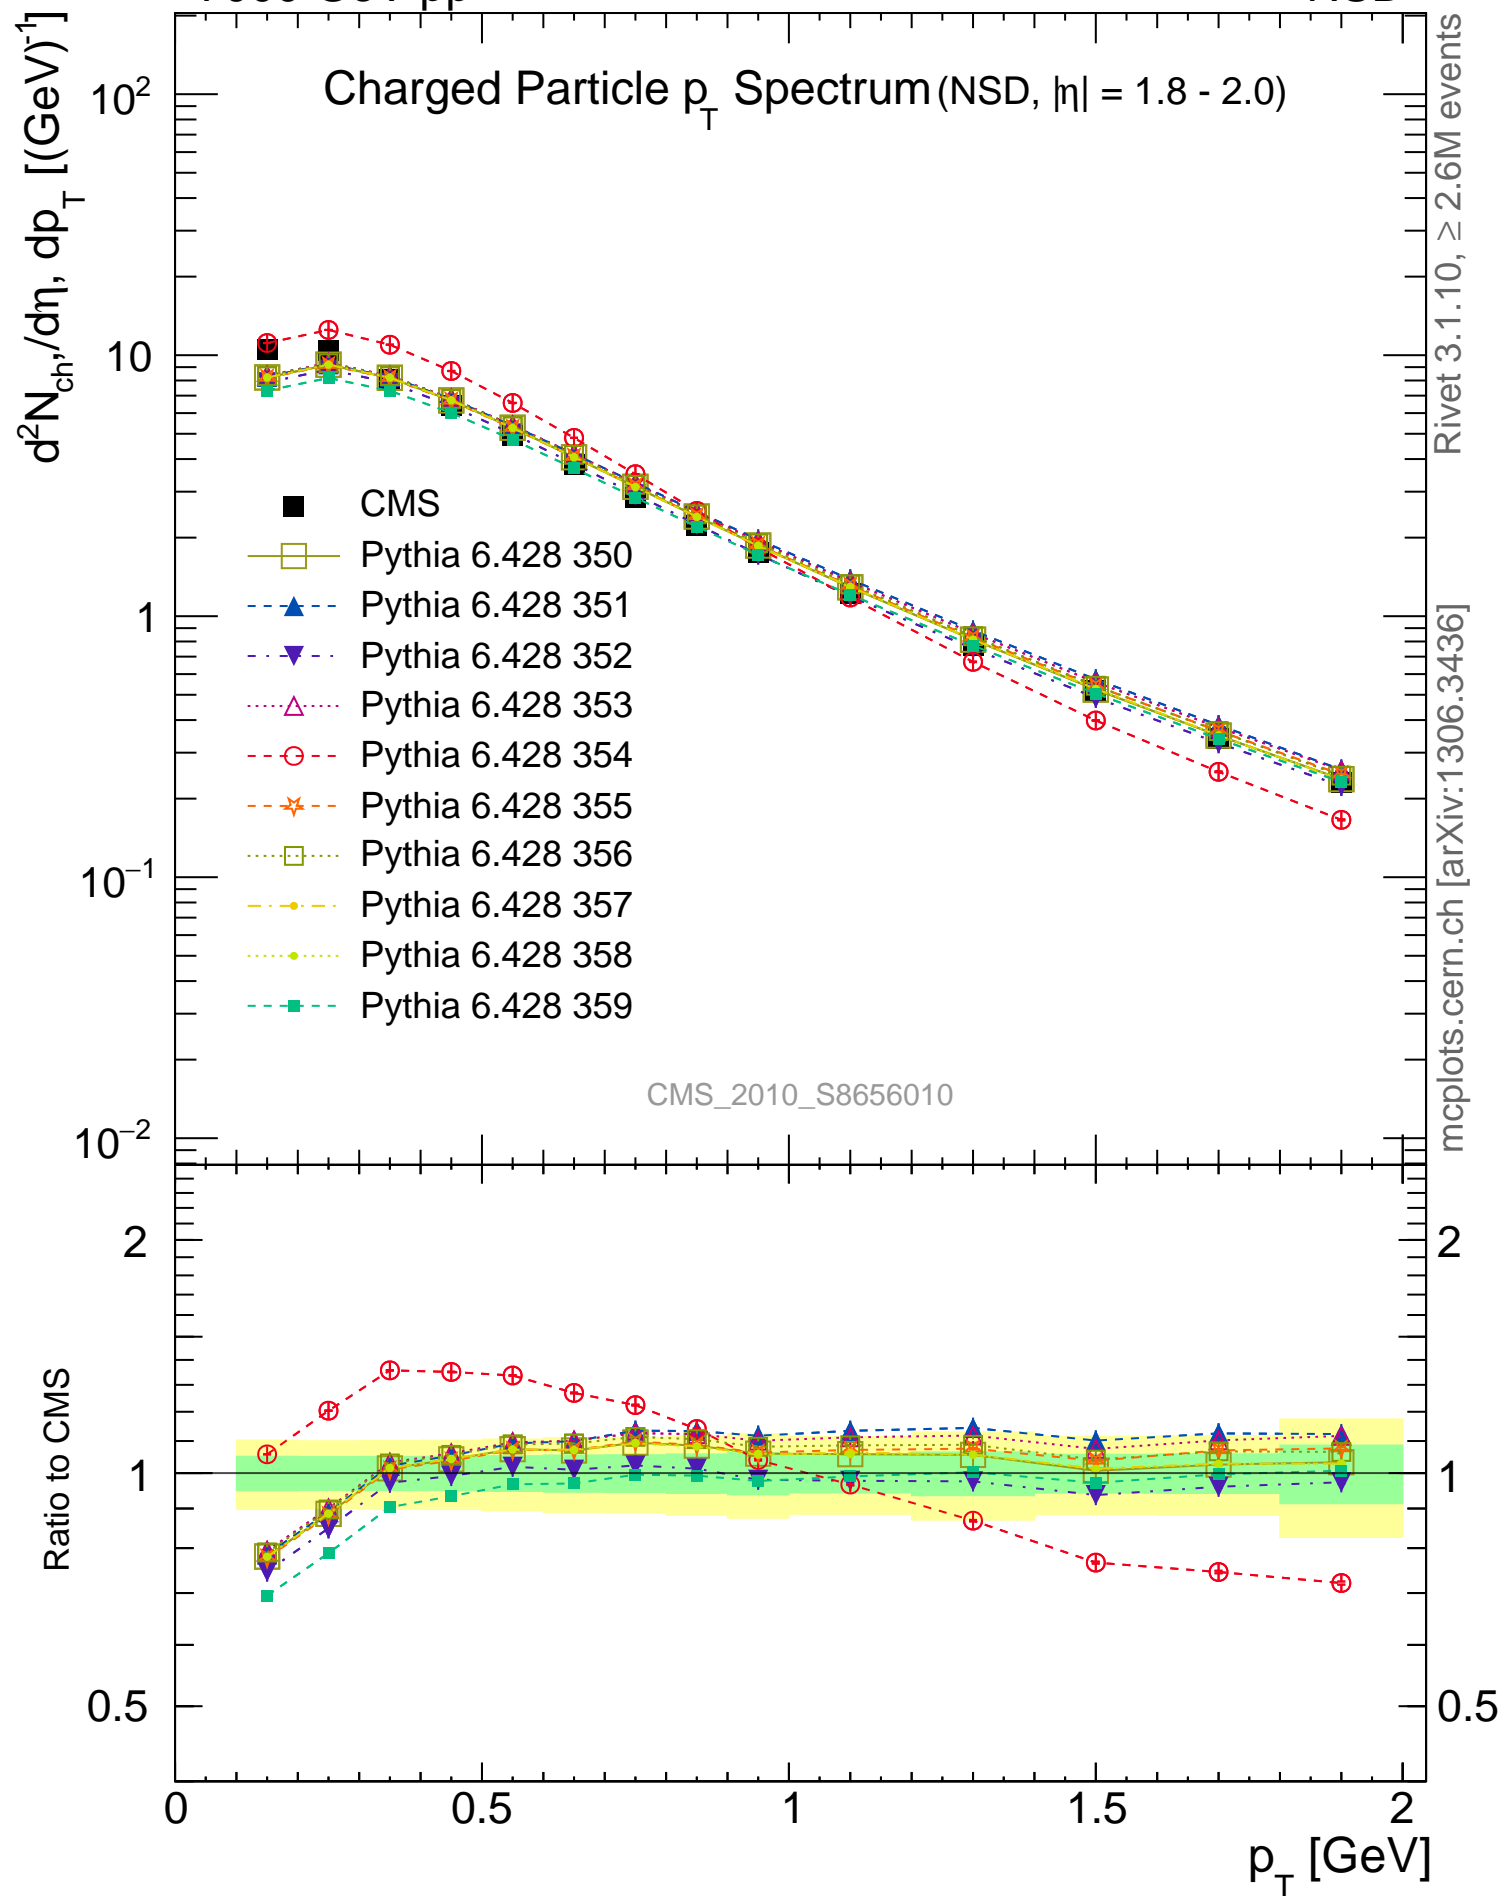 Charged Particle p_T Spectrum (NSD, |η| = 1.8 - 2.0)
d²N_ch,/dη, dp_T [(GeV)⁻¹]
10²
10
1
10⁻¹
10⁻²
CMS
Pythia 6.428 350
Pythia 6.428 351
Pythia 6.428 352
Pythia 6.428 353
Pythia 6.428 354
Pythia 6.428 355
Pythia 6.428 356
Pythia 6.428 357
Pythia 6.428 358
Pythia 6.428 359
CMS_2010_S8656010
Rivet 3.1.10, ≥ 2.6M events
mcplots.cern.ch [arXiv:1306.3436]
Ratio to CMS
2
1
0.5
2
1
0.5
0 0.5 1 1.5 2
p_T [GeV]